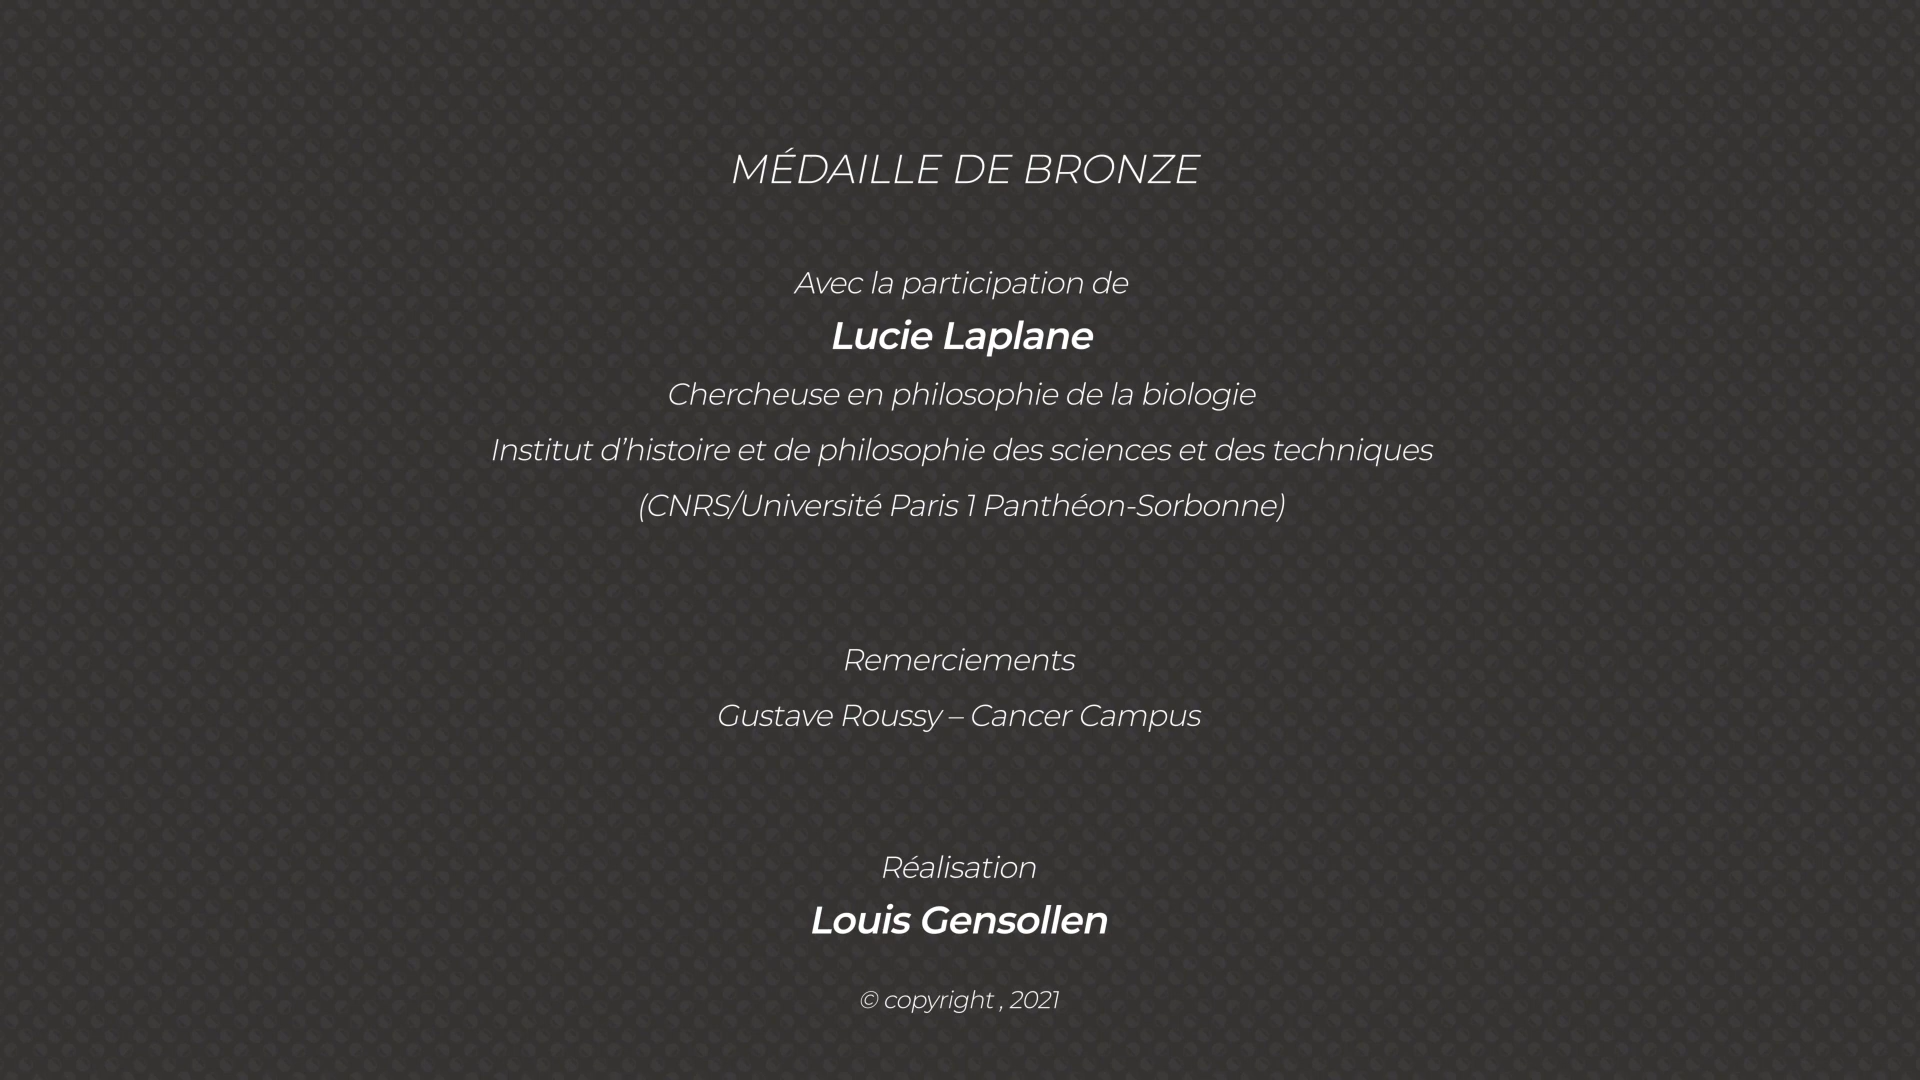 MÉDAILLE DE BRONZE
Avec la participation de
Lucie Laplane
Chercheuse en philosophie de la biologie
Institut d’histoire et de philosophie des sciences et des techniques
(CNRS/Université Paris 1 Panthéon-Sorbonne)
Remerciements
Gustave Roussy – Cancer Campus
Réalisation
Louis Gensollen
© copyright , 2021